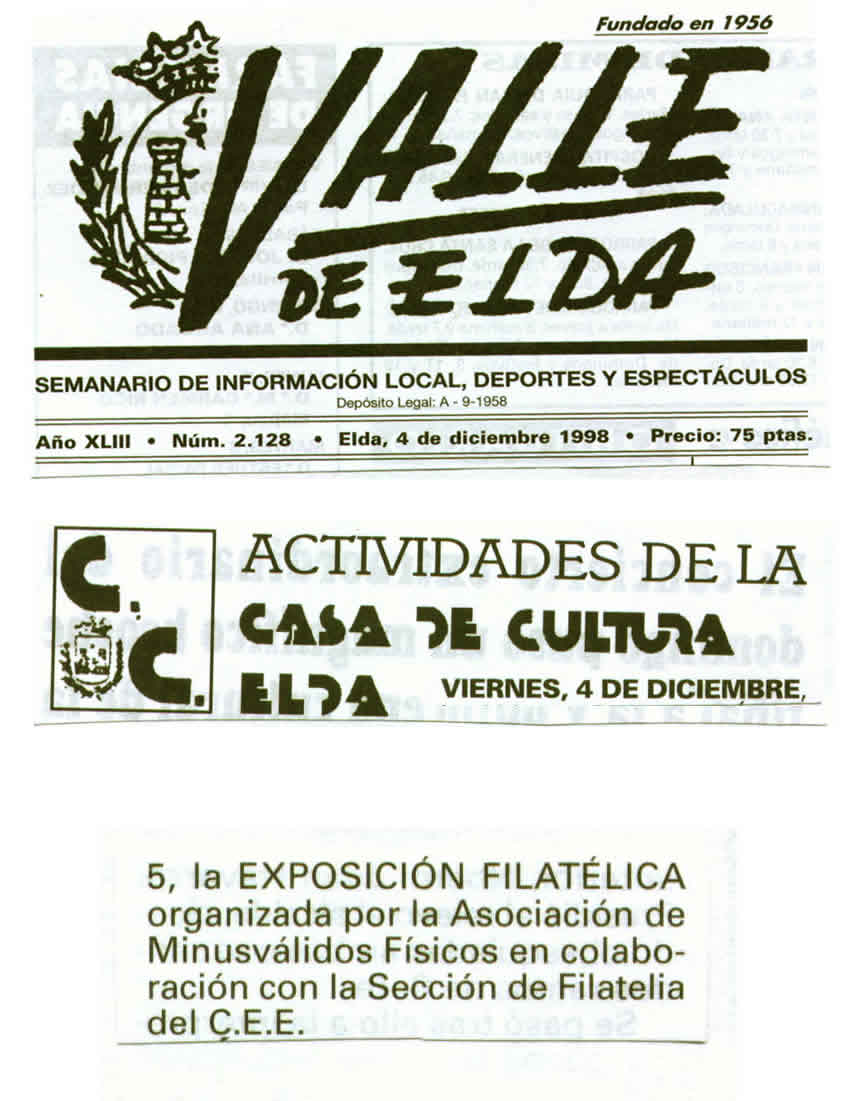 Fundado en 1956
VALLE
DE ELDA
SEMANARIO DE INFORMACIÓN LOCAL, DEPORTES Y ESPECTÁCULOS
Depósito Legal: A - 9-1958
Año XLIII • Núm. 2.128 • Elda, 4 de diciembre 1998 • Precio: 75 ptas.
C.
C.
ACTIVIDADES DE LA
CASA DE CULTURA
ELDA
VIERNES, 4 DE DICIEMBRE,
5, la EXPOSICIÓN FILATÉLICA
organizada por la Asociación de
Minusválidos Físicos en colabo-
ración con la Sección de Filatelia
del C.E.E.